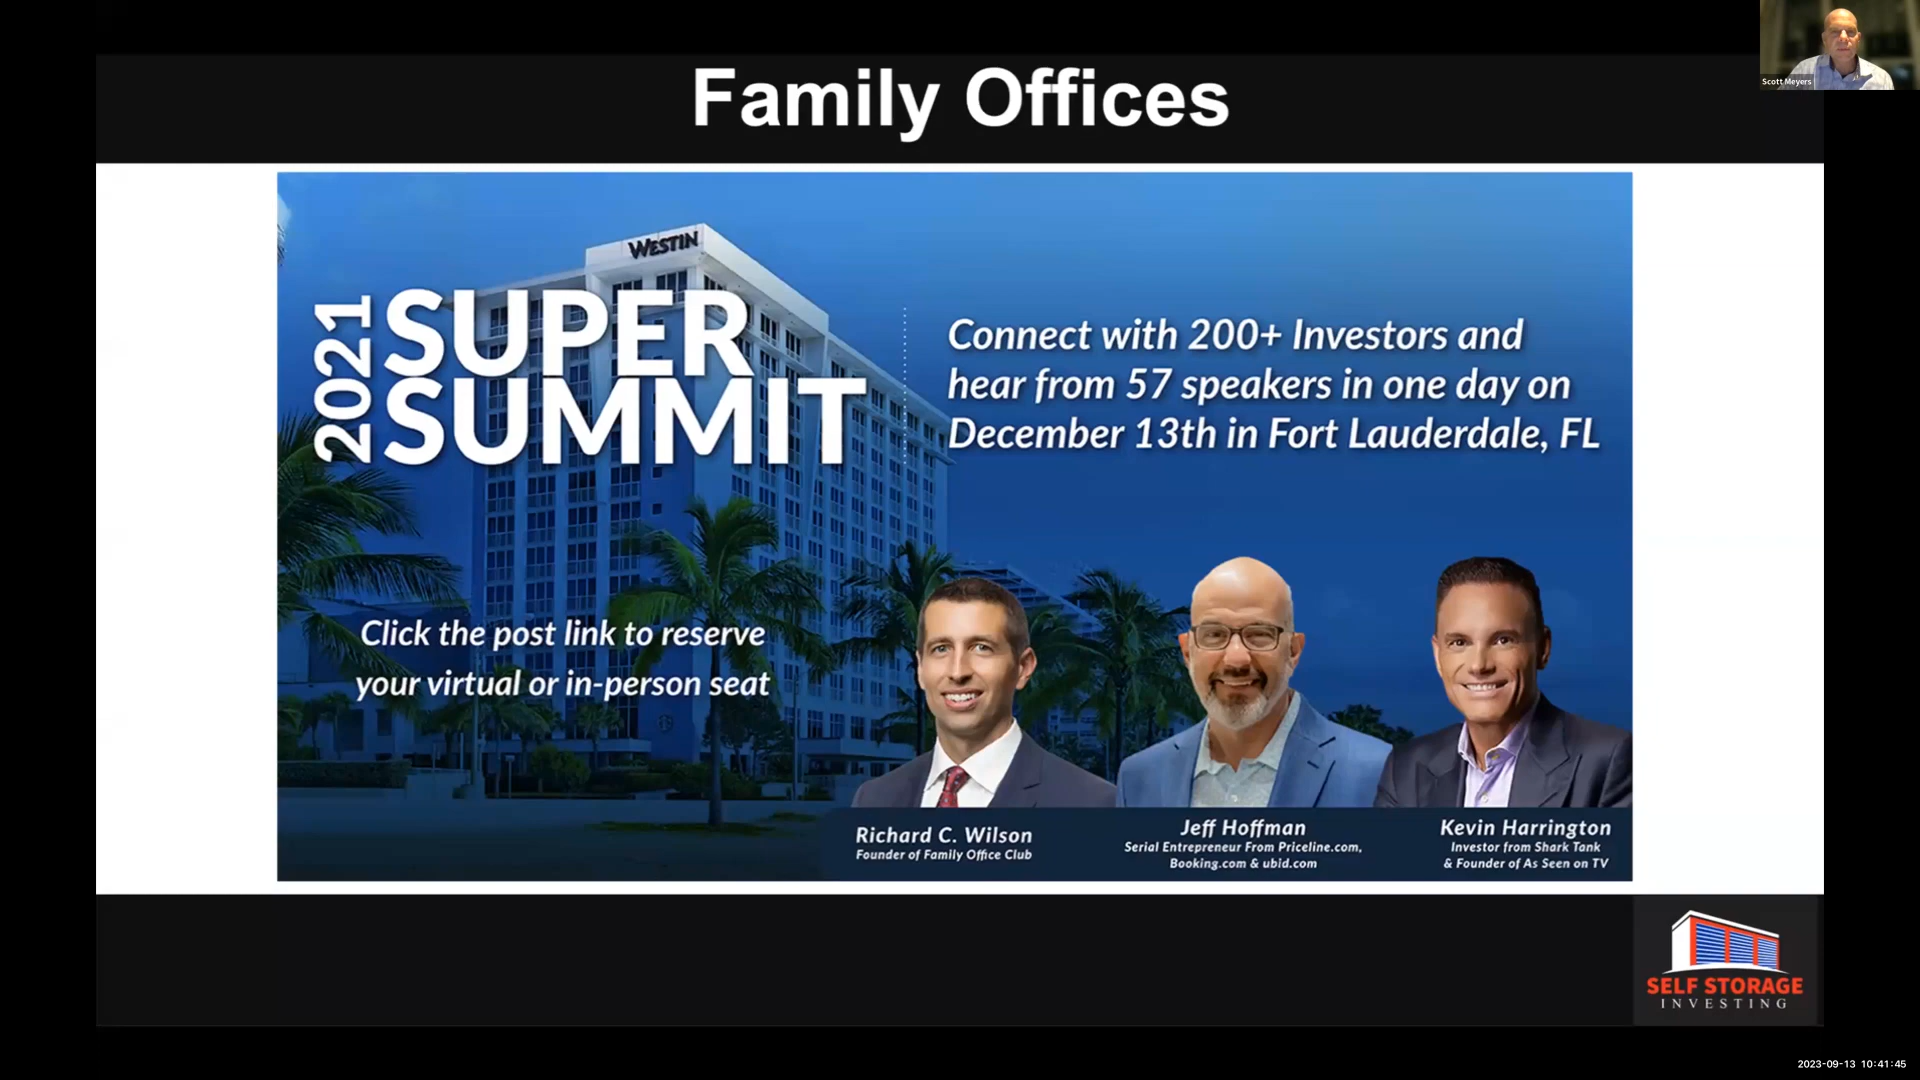 Family Offices
Scott Meyers
WESTIN
2021
SUPER
SUMMIT
Connect with 200+ Investors and
hear from 57 speakers in one day on
December 13th in Fort Lauderdale, FL
Click the post link to reserve
your virtual or in-person seat
Richard C. Wilson
Founder of Family Office Club
Jeff Hoffman
Serial Entrepreneur From Priceline.com,
Booking.com & ubid.com
Kevin Harrington
Investor from Shark Tank
& Founder of As Seen on TV
SELF STORAGE
INVESTING
2023-09-13 10:41:45